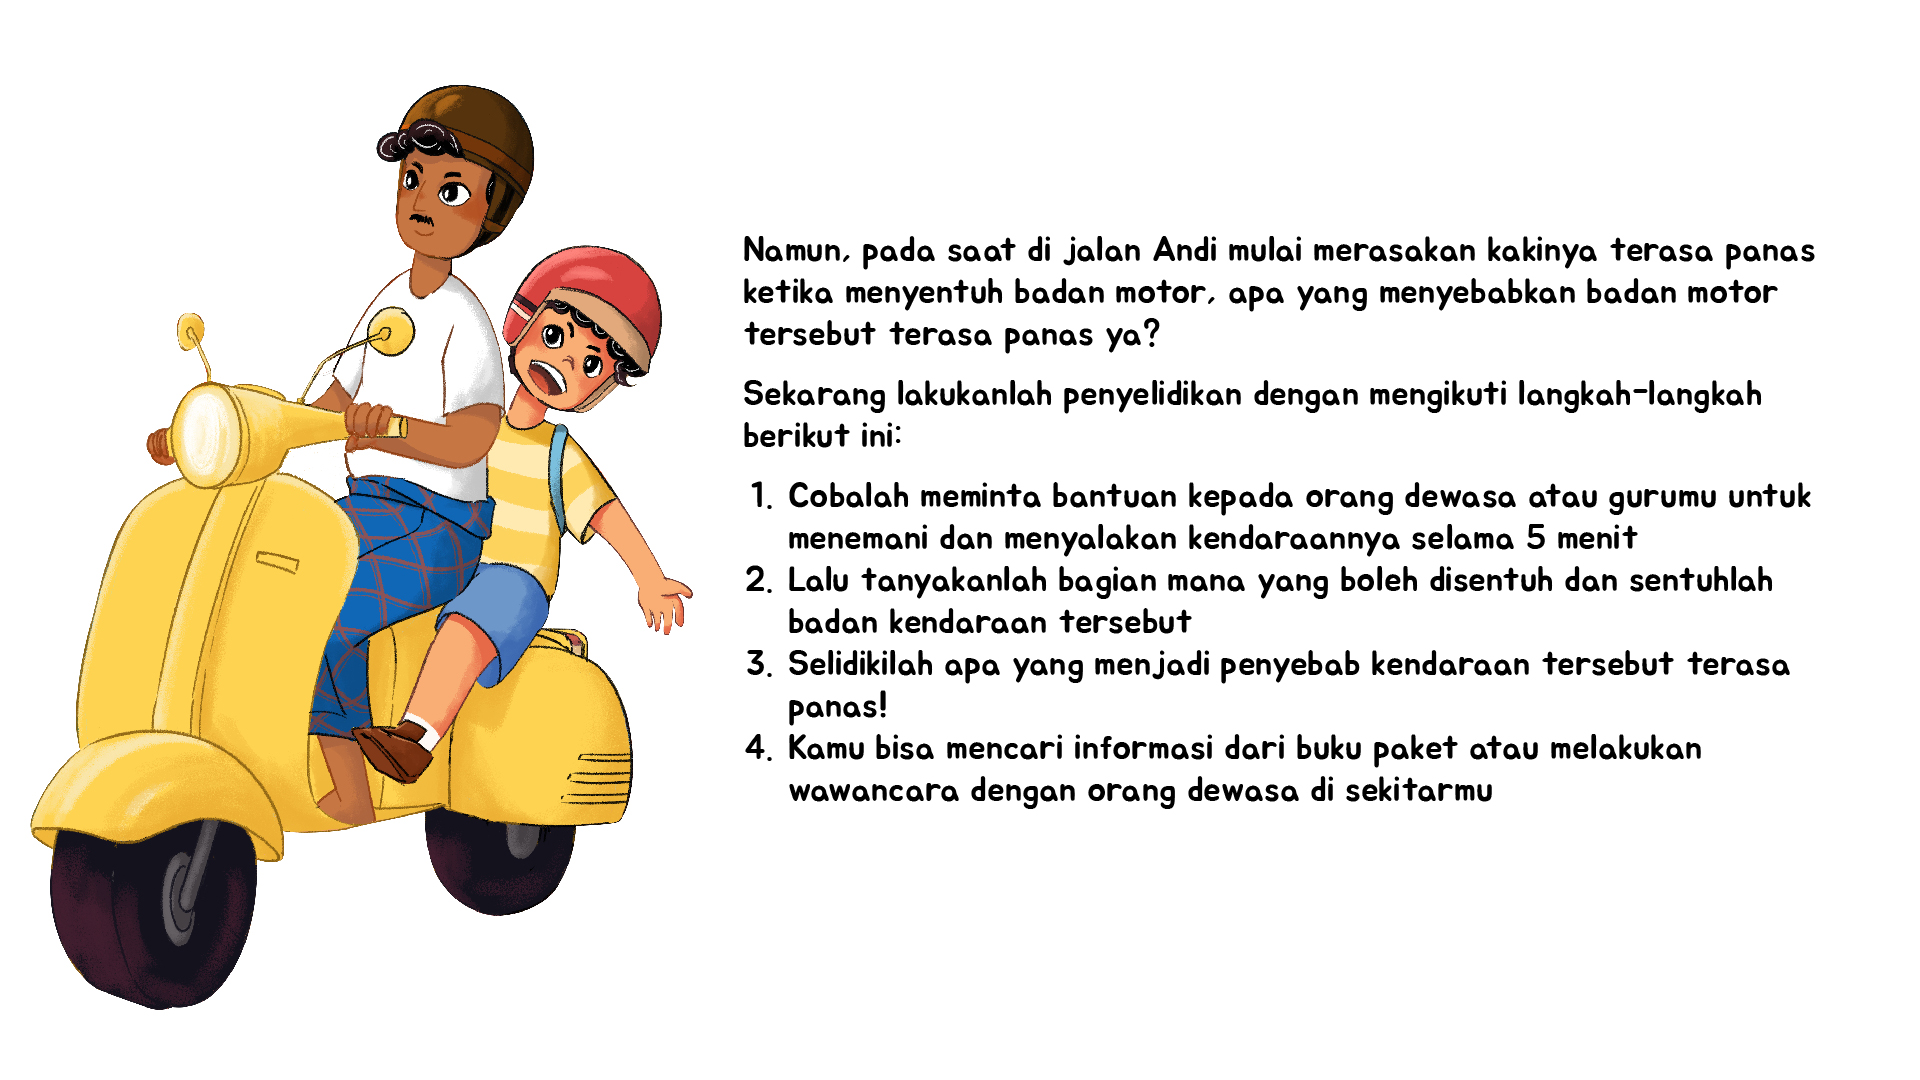 Namun, pada saat di jalan Andi mulai merasakan kakinya terasa panas
ketika menyentuh badan motor, apa yang menyebabkan badan motor
tersebut terasa panas ya?
Sekarang lakukanlah penyelidikan dengan mengikuti langkah-langkah
berikut ini:
1. Cobalah meminta bantuan kepada orang dewasa atau gurumu untuk
menemani dan menyalakan kendaraannya selama 5 menit
2. Lalu tanyakanlah bagian mana yang boleh disentuh dan sentuhlah
badan kendaraan tersebut
3. Selidikilah apa yang menjadi penyebab kendaraan tersebut terasa
panas!
4. Kamu bisa mencari informasi dari buku paket atau melakukan
wawancara dengan orang dewasa di sekitarmu